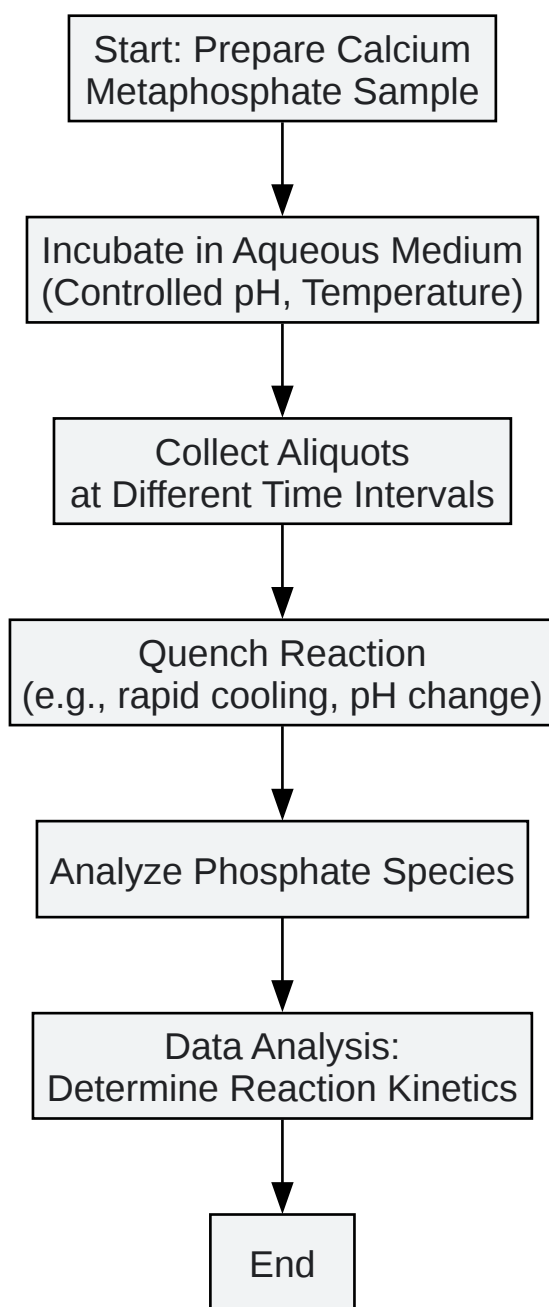 Start: Prepare Calcium
Metaphosphate Sample
Incubate in Aqueous Medium
(Controlled pH, Temperature)
Collect Aliquots
at Different Time Intervals
Quench Reaction
(e.g., rapid cooling, pH change)
Analyze Phosphate Species
Data Analysis:
Determine Reaction Kinetics
End